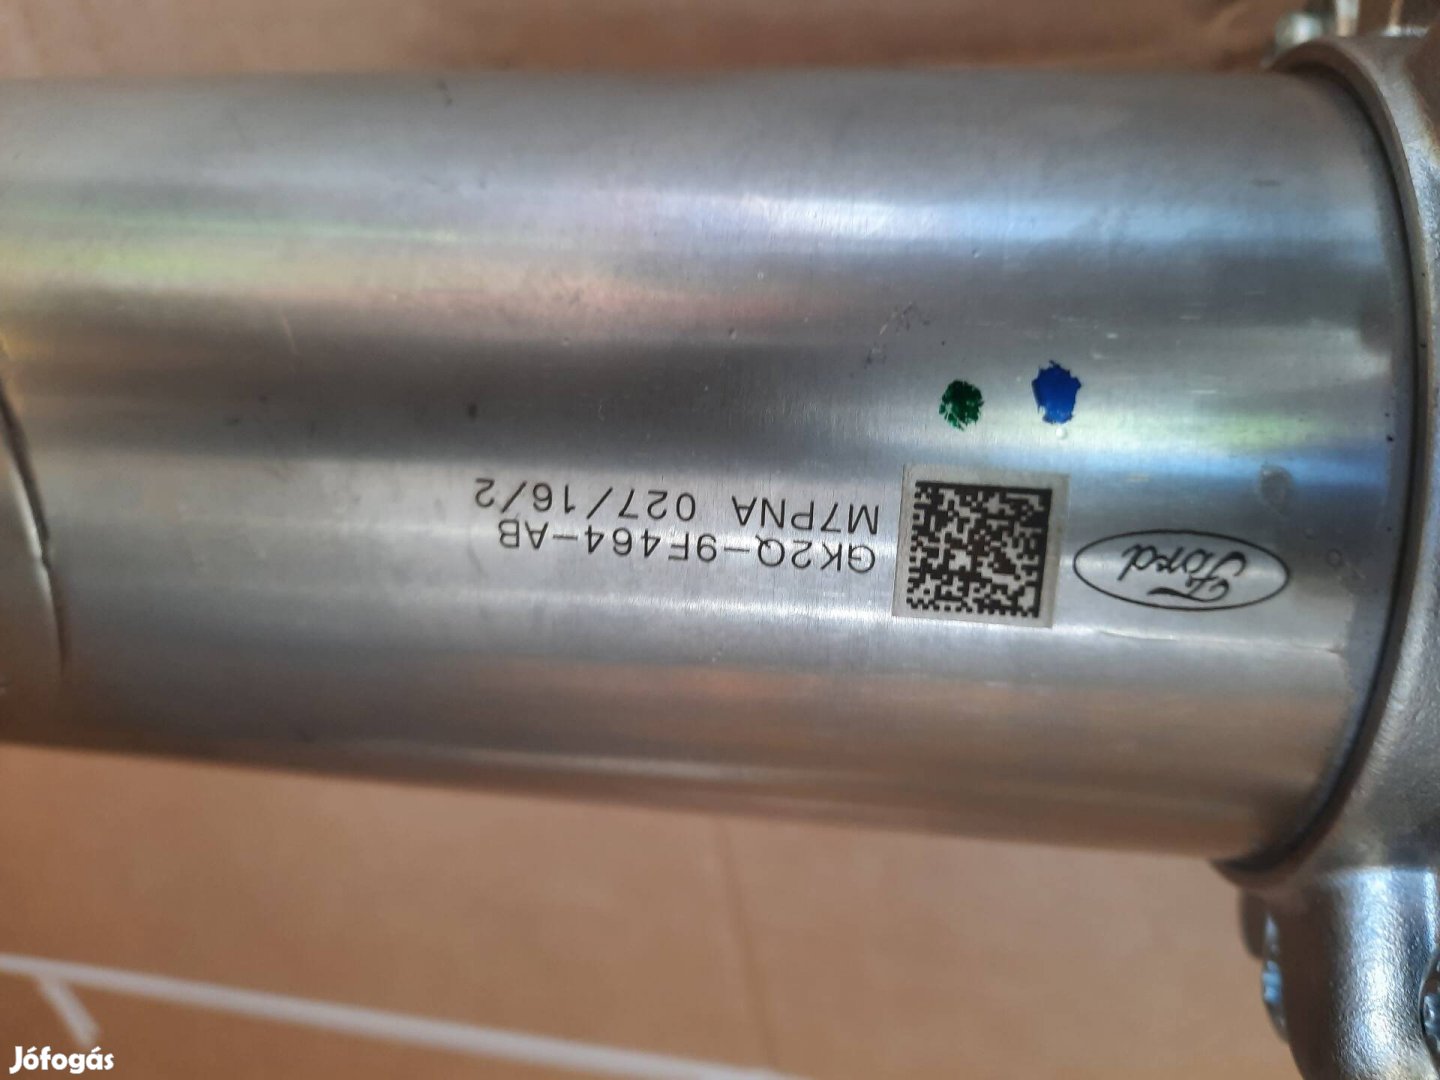 Ford
GK2Q-9F464-AB
M7PNA 027/16/2
Jófogás